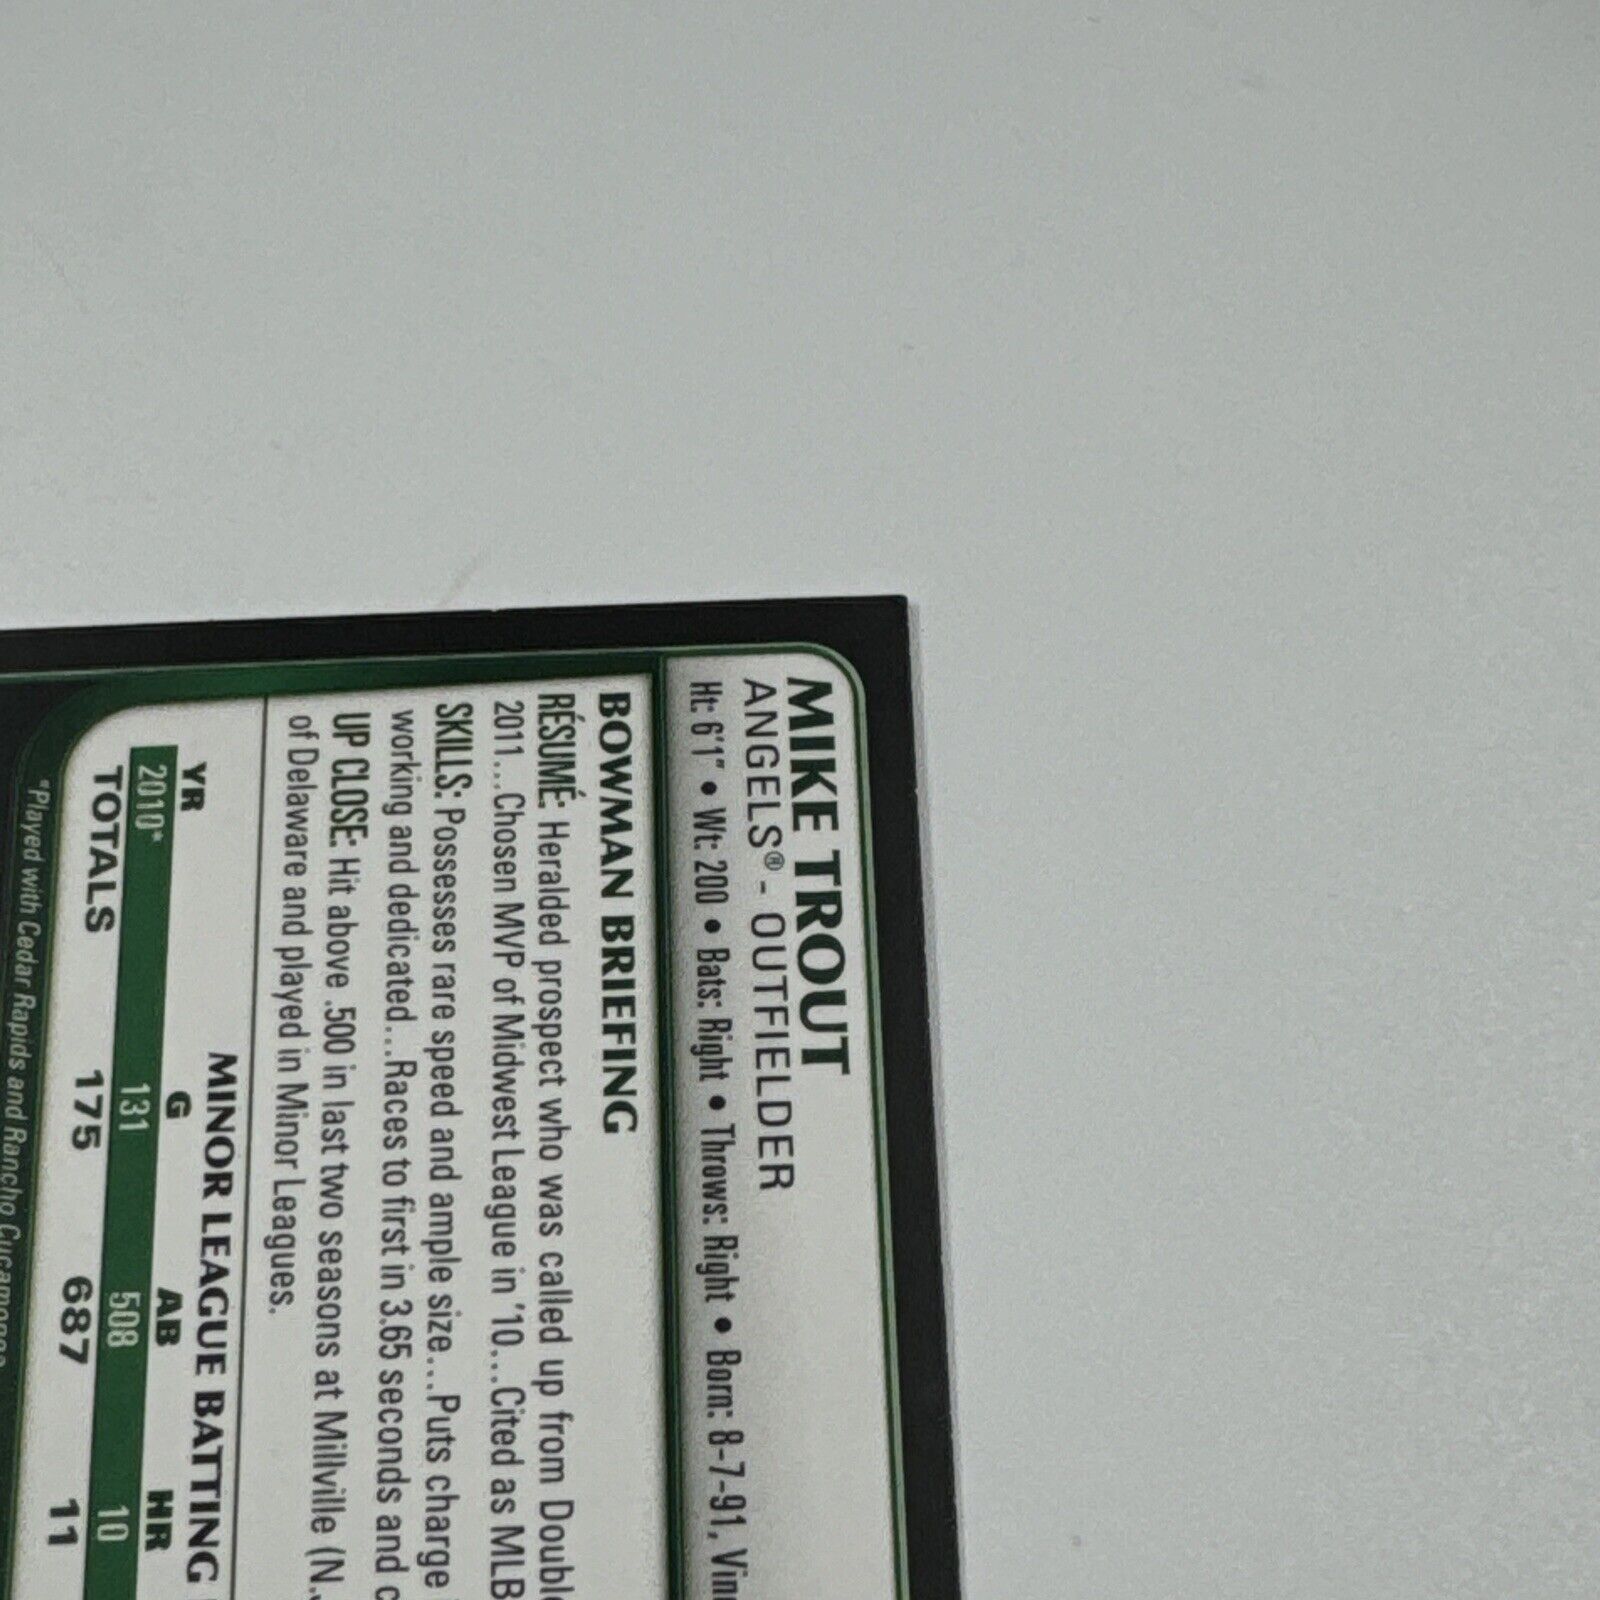 MIKE TROUT
ANGELS® - OUTFIELDER
Ht: 6'1" • Wt: 200 • Bats: Right • Throws: Right • Born: 8-7-91,
BOWMAN BRIEFING
RÉSUMÉ: Heralded prospect who was called up from
2011...Chosen MVP of Midwest League in '10...Cited as MLB
SKILLS: Possesses rare speed and ample size...Puts charge
working and dedicated...Races to first in 3.65 seconds and
UP CLOSE: Hit above .500 in last two seasons at Millville (N.
of Delaware and played in Minor Leagues.
MINOR LEAGUE BATTING
YR G AB HR
2010* 131 508 10
TOTALS 175 687 11
*Played with Cedar Rapids and Rancho Cucamonga